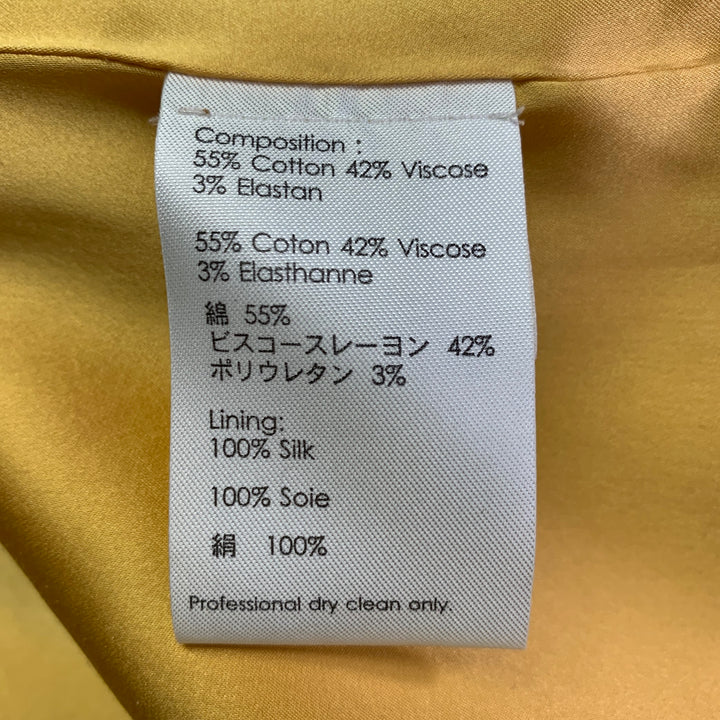 Composition :
55% Cotton 42% Viscose
3% Elastan
55% Coton 42% Viscose
3% Elasthanne
綿 55%
ビスコースレーヨン 42%
ポリウレタン 3%
Lining:
100% Silk
100% Soie
絹 100%
Professional dry clean only.